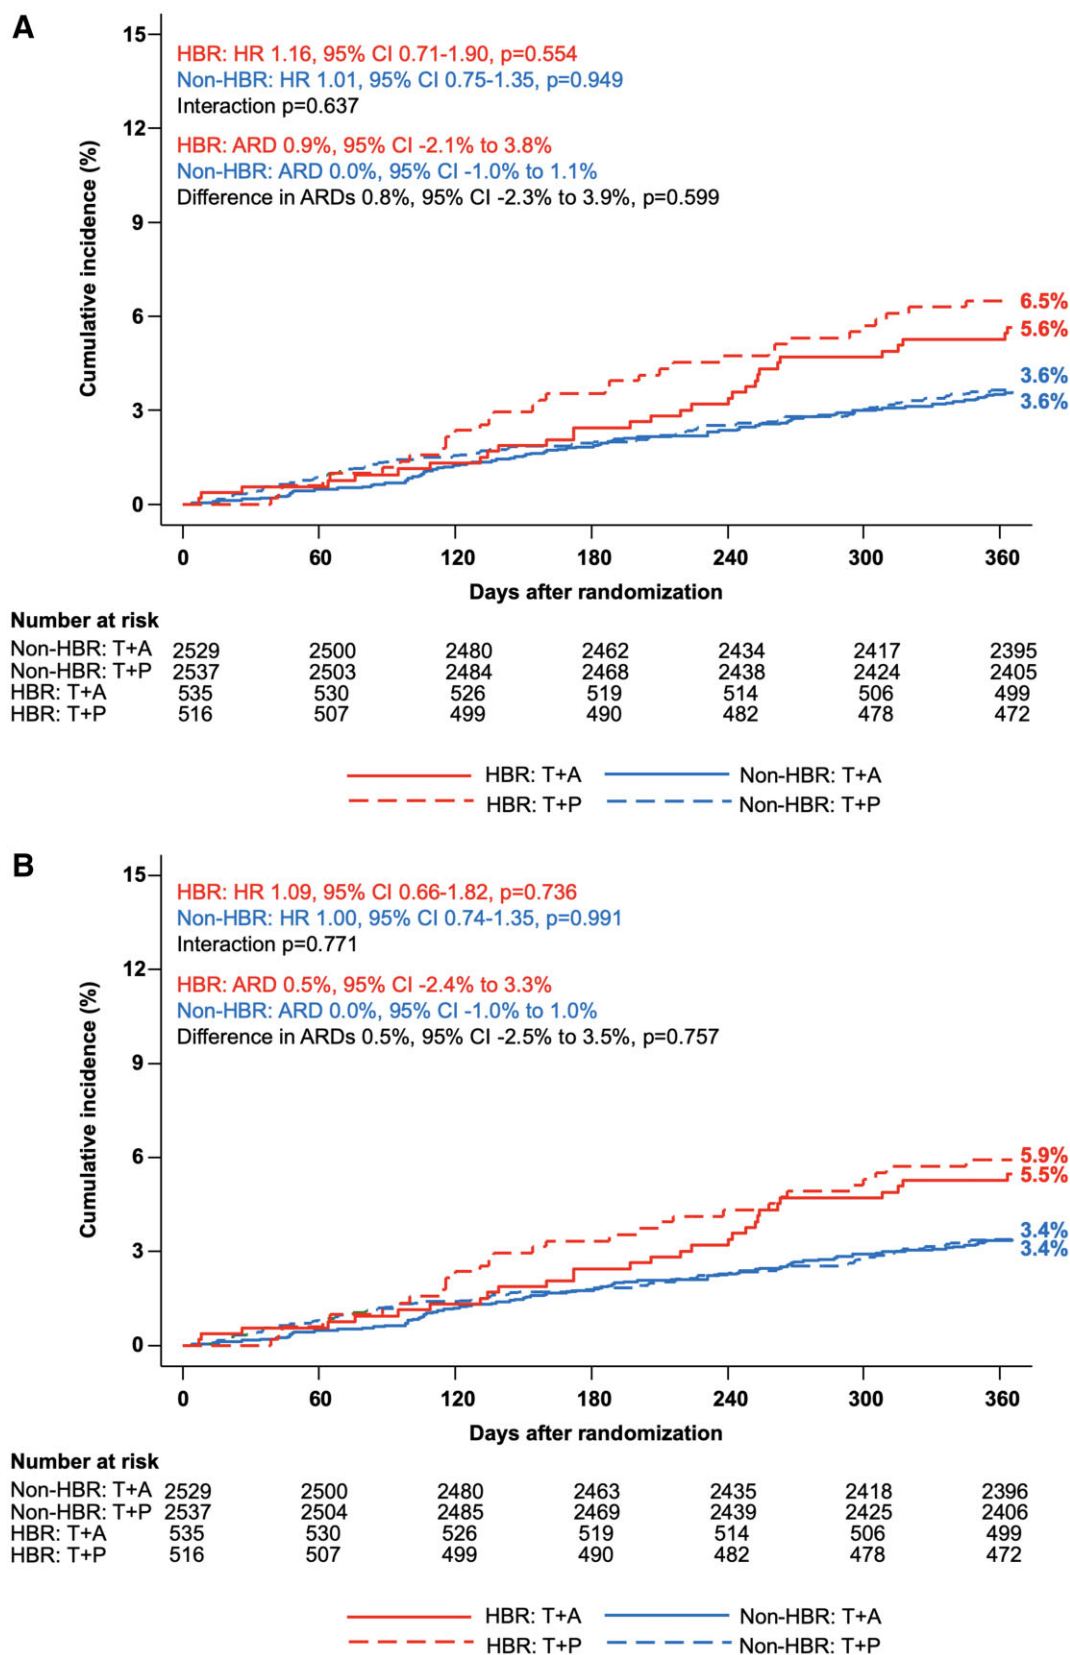 A
15
HBR: HR 1.16, 95% CI 0.71-1.90, p=0.554
Non-HBR: HR 1.01, 95% CI 0.75-1.35, p=0.949
Interaction p=0.637
12
HBR: ARD 0.9%, 95% CI -2.1% to 3.8%
Non-HBR: ARD 0.0%, 95% CI -1.0% to 1.1%
Difference in ARDs 0.8%, 95% CI -2.3% to 3.9%, p=0.599
9
Cumulative incidence (%)
6
6.5%
5.6%
3.6%
3.6%
3
0
0 60 120 180 240 300 360
Days after randomization
Number at risk
Non-HBR: T+A 2529 2500 2480 2462 2434 2417 2395
Non-HBR: T+P 2537 2503 2484 2468 2438 2424 2405
HBR: T+A 535 530 526 519 514 506 499
HBR: T+P 516 507 499 490 482 478 472
HBR: T+A Non-HBR: T+A
HBR: T+P Non-HBR: T+P
B
15
HBR: HR 1.09, 95% CI 0.66-1.82, p=0.736
Non-HBR: HR 1.00, 95% CI 0.74-1.35, p=0.991
Interaction p=0.771
12
HBR: ARD 0.5%, 95% CI -2.4% to 3.3%
Non-HBR: ARD 0.0%, 95% CI -1.0% to 1.0%
Difference in ARDs 0.5%, 95% CI -2.5% to 3.5%, p=0.757
9
Cumulative incidence (%)
6
5.9%
5.5%
3.4%
3.4%
3
0
0 60 120 180 240 300 360
Days after randomization
Number at risk
Non-HBR: T+A 2529 2500 2480 2463 2435 2418 2396
Non-HBR: T+P 2537 2504 2485 2469 2439 2425 2406
HBR: T+A 535 530 526 519 514 506 499
HBR: T+P 516 507 499 490 482 478 472
HBR: T+A Non-HBR: T+A
HBR: T+P Non-HBR: T+P